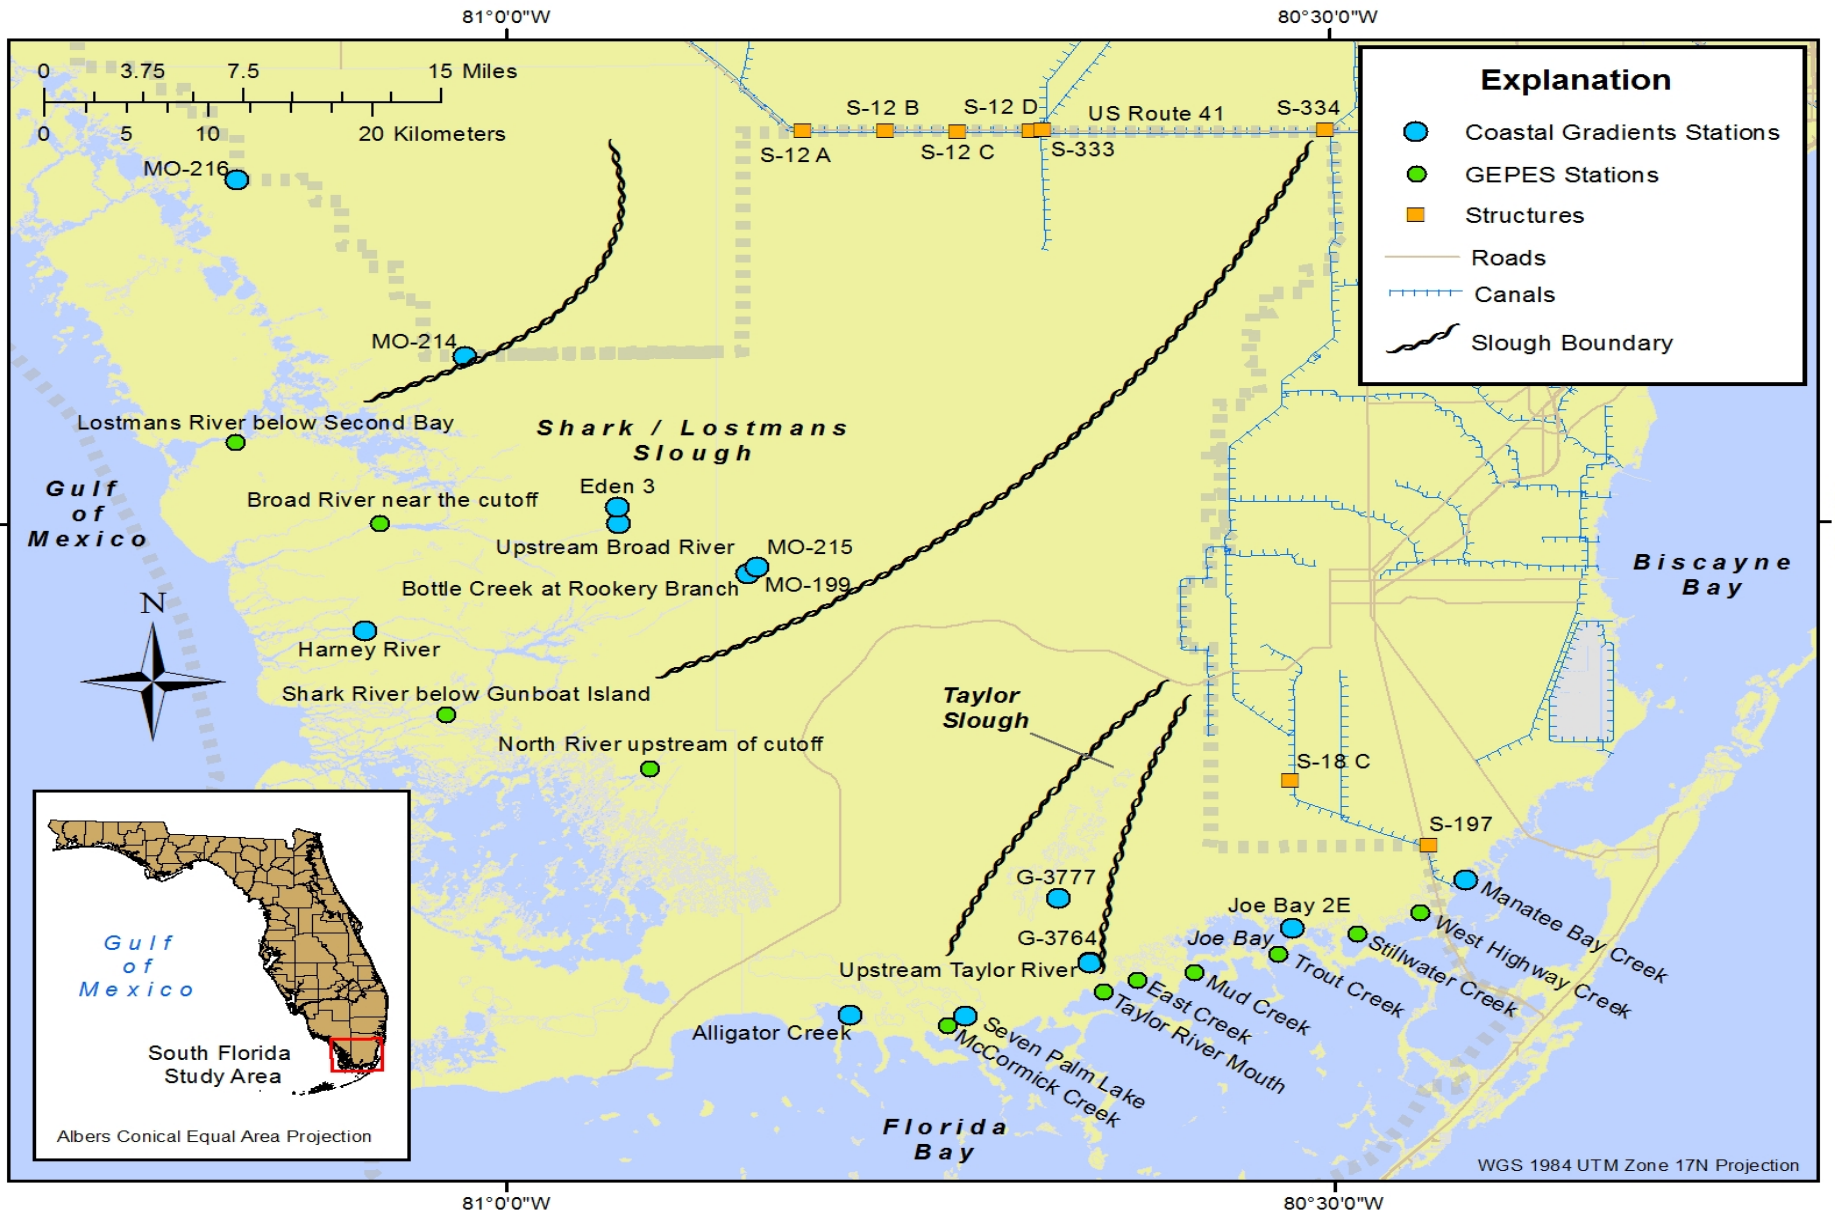 81°0'0"W
80°30'0"W
0 3.75 7.5 15 Miles
0 5 10 20 Kilometers
Explanation
Coastal Gradients Stations
GEPES Stations
Structures
Roads
Canals
Slough Boundary
S-12 B
S-12 D
US Route 41
S-334
S-12 A
S-12 C
S-333
MO-216
MO-214
Lostmans River below Second Bay
Shark / Lostmans
Slough
Gulf
of
Mexico
Broad River near the cutoff
Eden 3
Upstream Broad River
MO-215
Bottle Creek at Rookery Branch
MO-199
Biscayne
Bay
N
Harney River
Shark River below Gunboat Island
North River upstream of cutoff
Taylor
Slough
S-18 C
S-197
G-3777
Joe Bay 2E
Manatee Bay Creek
G-3764
Joe Bay
West Highway Creek
Upstream Taylor River
Stillwater Creek
Trout Creek
Mud Creek
East Creek
Taylor River Mouth
Alligator Creek
Seven Palm Lake
McCormick Creek
Florida
Bay
Gulf
of
Mexico
South Florida
Study Area
Albers Conical Equal Area Projection
WGS 1984 UTM Zone 17N Projection
81°0'0"W
80°30'0"W